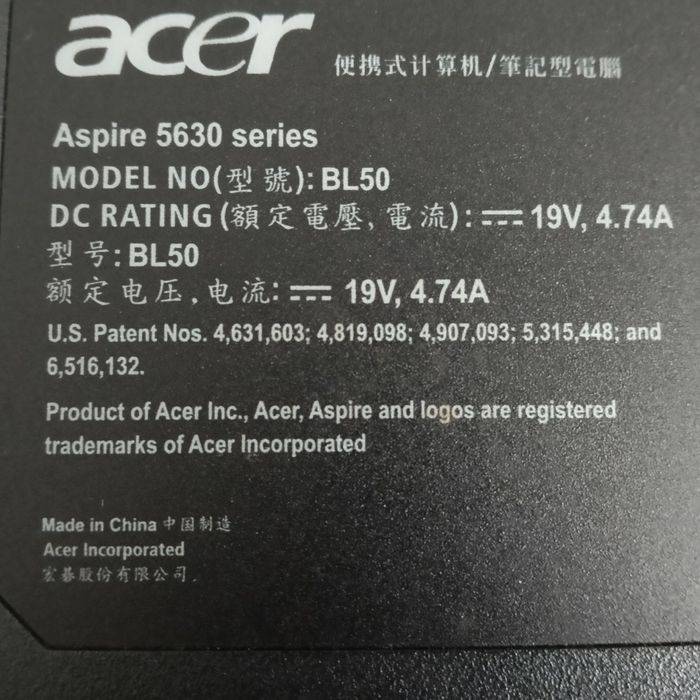 acer 便携式计算机/筆記型電腦
Aspire 5630 series
MODEL NO(型號): BL50
DC RATING (額定電壓, 電流): ⎓ 19V, 4.74A
型号: BL50
额定电压, 电流: ⎓ 19V, 4.74A
U.S. Patent Nos. 4,631,603; 4,819,098; 4,907,093; 5,315,448; and
6,516,132.
Product of Acer Inc., Acer, Aspire and logos are registered
trademarks of Acer Incorporated
Made in China 中国制造
Acer Incorporated
宏碁股份有限公司.